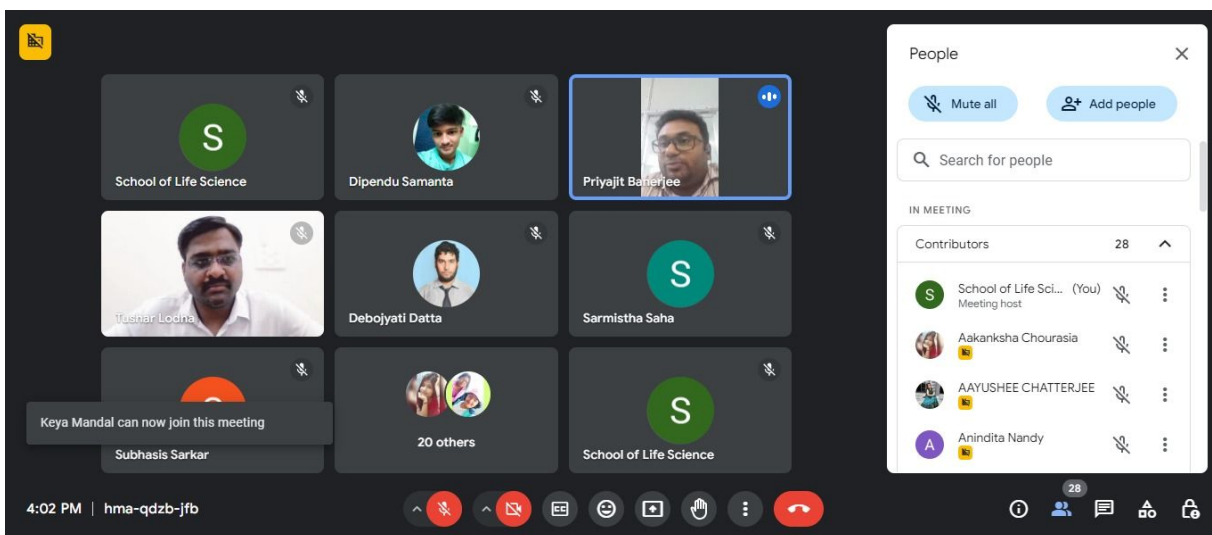 S
School of Life Science
Dipendu Samanta
Priyajit Banerjee
Tushar Lodha
Debojyati Datta
S
Sarmistha Saha
Keya Mandal can now join this meeting
Subhasis Sarkar
20 others
S
School of Life Science
4:02 PM | hma-qdzb-jfb
CC
People
Mute all
Add people
Search for people
IN MEETING
Contributors 28
S
School of Life Sci... (You)
Meeting host
Aakanksha Chourasia
AAYUSHEE CHATTERJEE
A
Anindita Nandy
28